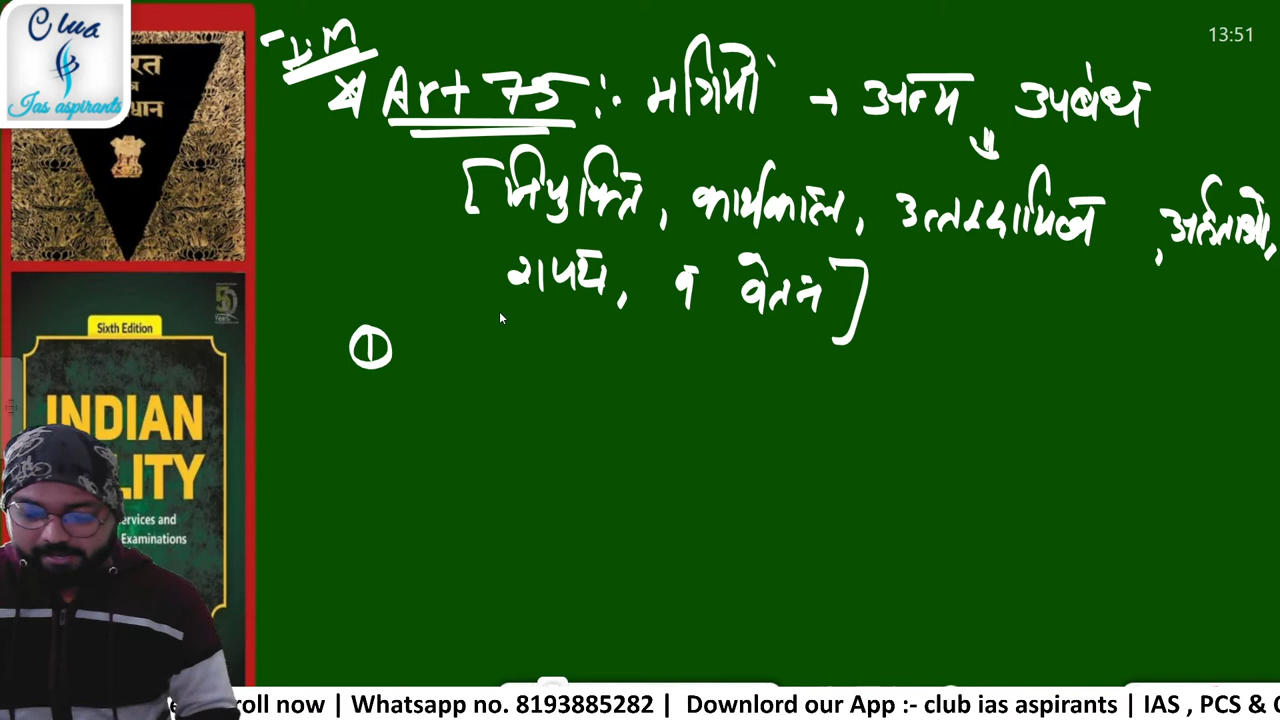 Clua
Ias aspirants
रत
धान
Sixth Edition
INDIAN
LITY
ervices and
Examinations
13:51
I.M
* Art 75 :- मंत्रियों → अन्य उपबंध
[नियुक्ति, कार्यकाल, उत्तरदायित्व, अर्हताओं,
शपथ, व वेतन]
①
roll now | Whatsapp no. 8193885282 | Downlord our App :- club ias aspirants | IAS , PCS &